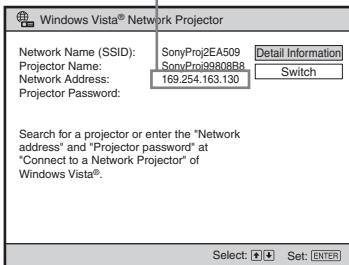 Windows Vista® Network Projector
Network Name (SSID): SonyProj2EA509 Detail Information
Projector Name: SonyProj99808B8 Switch
Network Address: 169.254.163.130
Projector Password:
Search for a projector or enter the "Network
address" and "Projector password" at
"Connect to a Network Projector" of
Windows Vista®.
Select: Set: ENTER